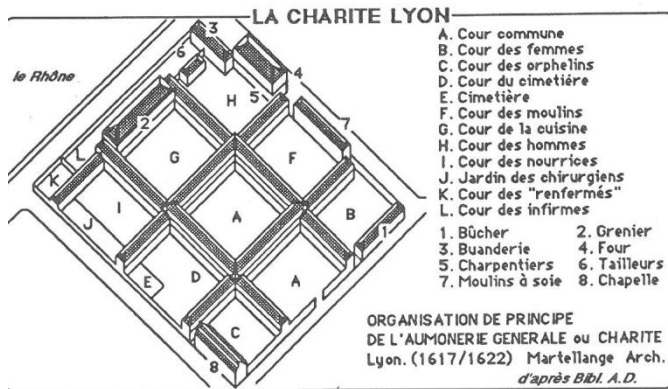 LA CHARITE LYON
le Rhône
A. Cour commune
B. Cour des femmes
C. Cour des orphelins
D. Cour du cimetiére
E. Cimetière
F. Cour des moulins
G. Cour de la cuisine
H. Cour des hommes
I. Cour des nourrices
J. Jardin des chirurgiens
K. Cour des "renfermés"
L. Cour des infirmes
1. Bûcher 2. Grenier
3. Buanderie 4. Four
5. Charpentiers 6. Tailleurs
7. Moulins à soie 8. Chapelle
3
6
4
5
H
2
7
L
K
G
F
I
J
A
B
1
E
D
A
C
8
ORGANISATION DE PRINCIPE
DE L'AUMONERIE GENERALE ou CHARITE
Lyon. (1617/1622) Martellange Arch.
d'après Bibl. A.D.